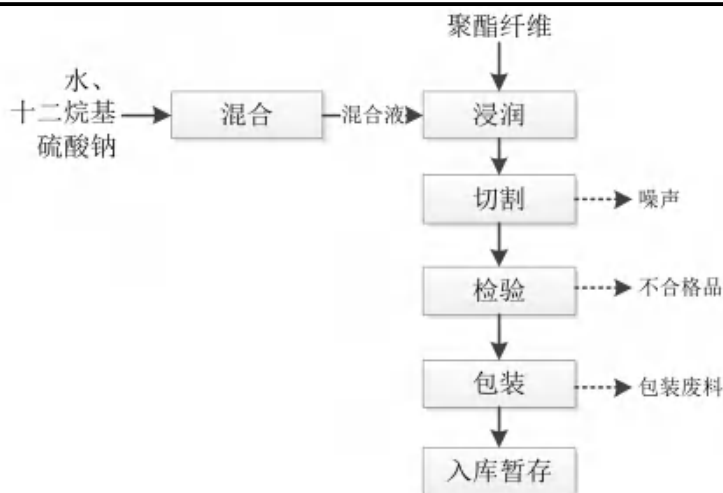 聚酯纤维
水、
十二烷基
硫酸钠
混合
混合液
浸润
切割
噪声
检验
不合格品
包装
包装废料
入库暂存